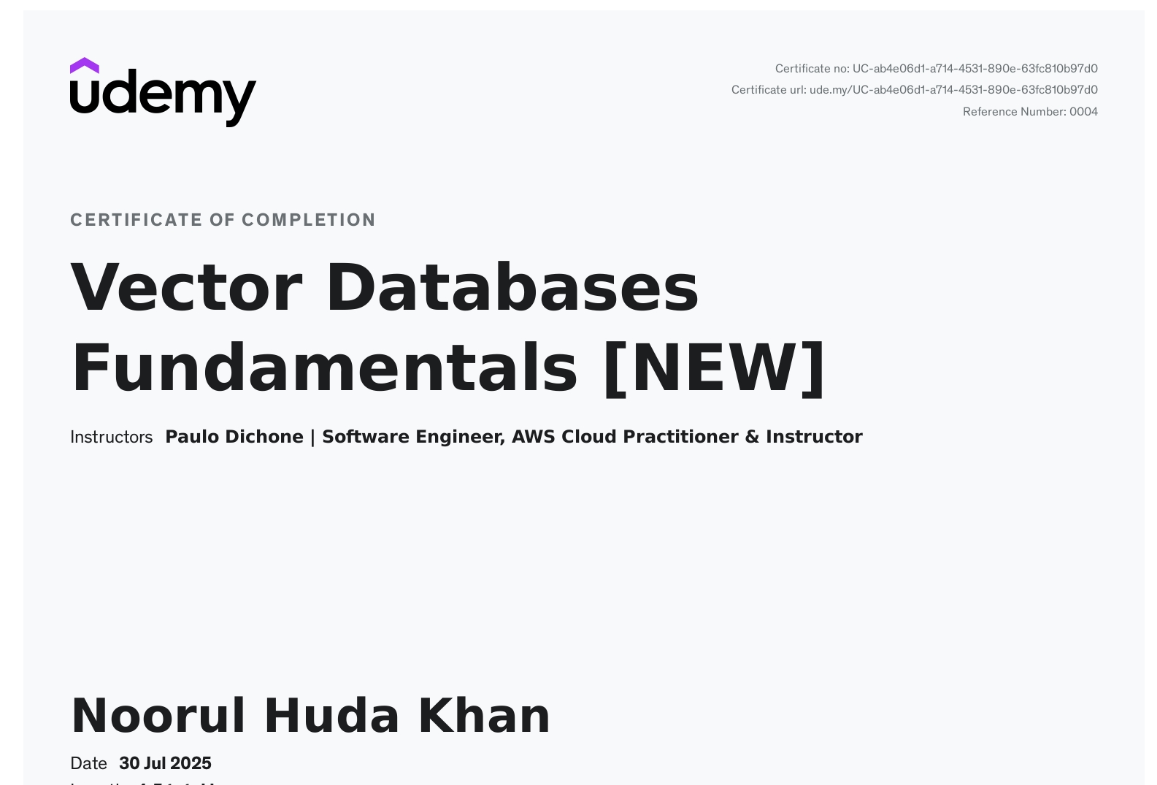 udemy
Certificate no: UC-ab4e06d1-a714-4531-890e-63fc810b97d0
Certificate url: ude.my/UC-ab4e06d1-a714-4531-890e-63fc810b97d0
Reference Number: 0004
CERTIFICATE OF COMPLETION
Vector Databases
Fundamentals [NEW]
Instructors Paulo Dichone | Software Engineer, AWS Cloud Practitioner & Instructor
Noorul Huda Khan
Date 30 Jul 2025